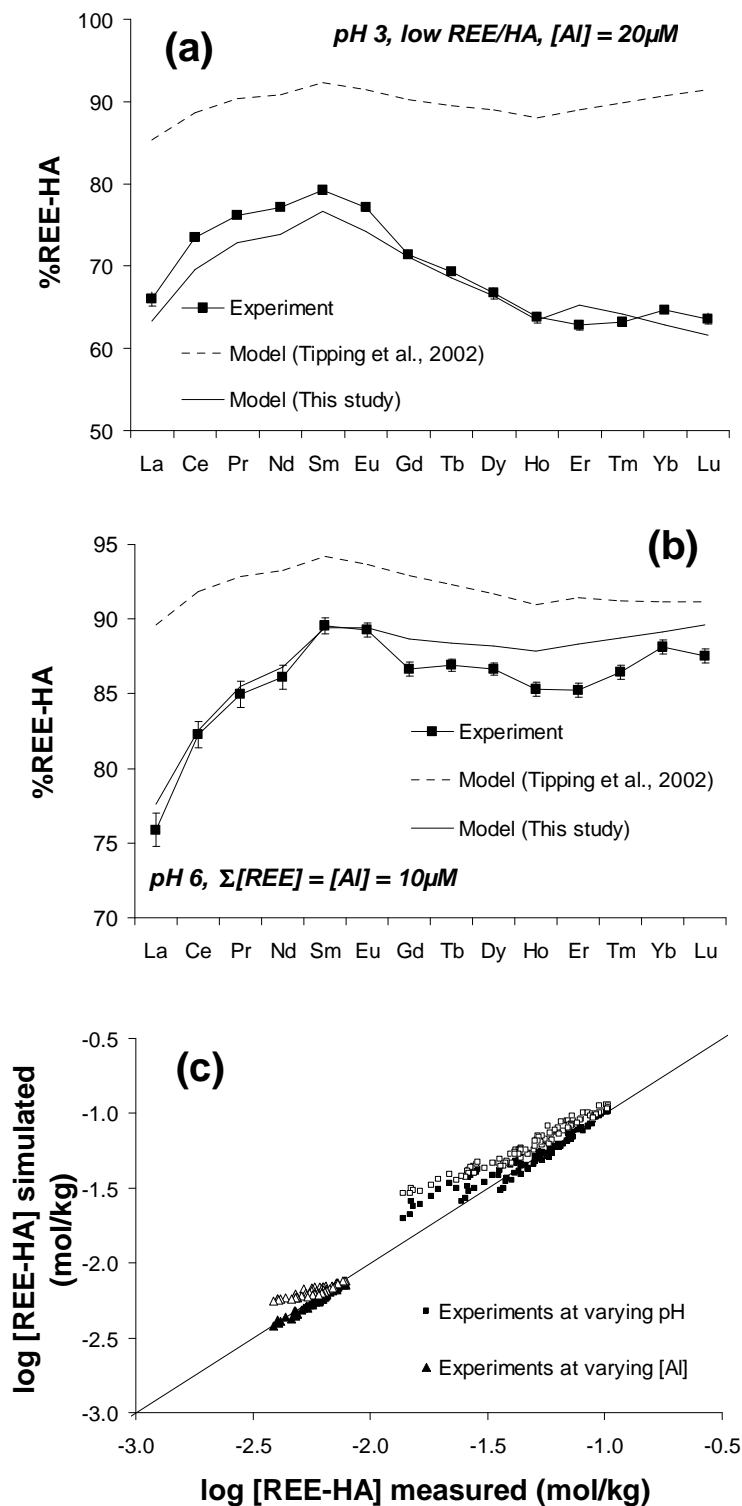 (a)
pH 3, low REE/HA, [Al] = 20µM
100
90
80
70
60
50
%REE-HA
Experiment
Model (Tipping et al., 2002)
Model (This study)
La Ce Pr Nd Sm Eu Gd Tb Dy Ho Er Tm Yb Lu
(b)
95
90
85
80
75
70
%REE-HA
Experiment
Model (Tipping et al., 2002)
Model (This study)
pH 6, Σ[REE] = [Al] = 10µM
La Ce Pr Nd Sm Eu Gd Tb Dy Ho Er Tm Yb Lu
(c)
-0.5
-1.0
-1.5
-2.0
-2.5
-3.0
log [REE-HA] simulated
(mol/kg)
Experiments at varying pH
Experiments at varying [Al]
-3.0 -2.5 -2.0 -1.5 -1.0 -0.5
log [REE-HA] measured (mol/kg)